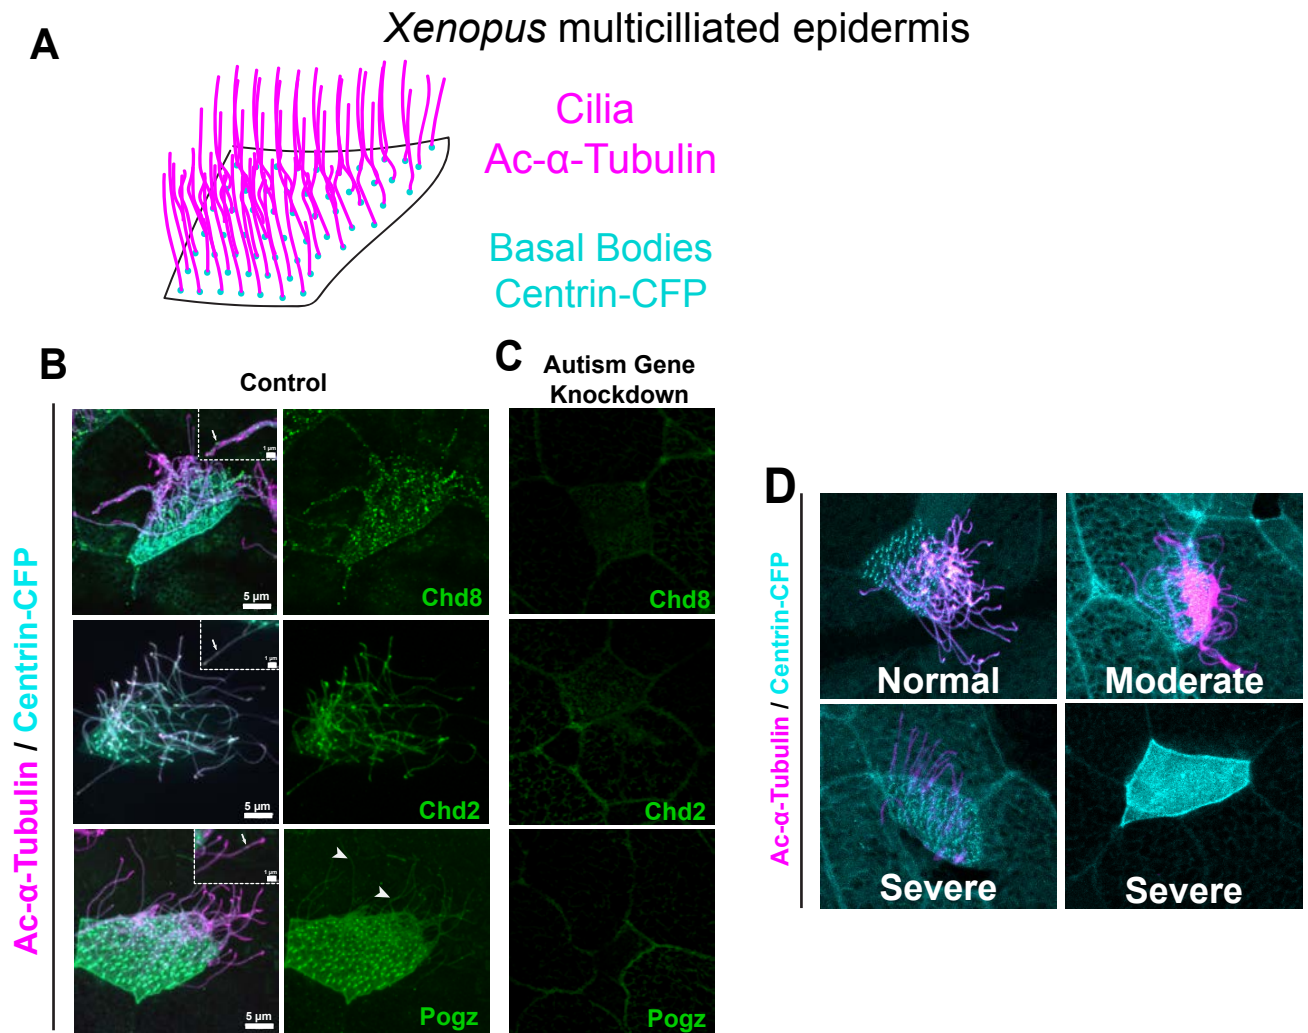 A
Xenopus multicilliated epidermis
Cilia
Ac-α-Tubulin
Basal Bodies
Centrin-CFP
B
Control
C
Autism Gene
Knockdown
Ac-α-Tubulin / Centrin-CFP
1 µm
5 µm
Chd8
Chd8
1 µm
5 µm
Chd2
Chd2
1 µm
5 µm
Pogz
Pogz
D
Ac-α-Tubulin / Centrin-CFP
Normal
Moderate
Severe
Severe